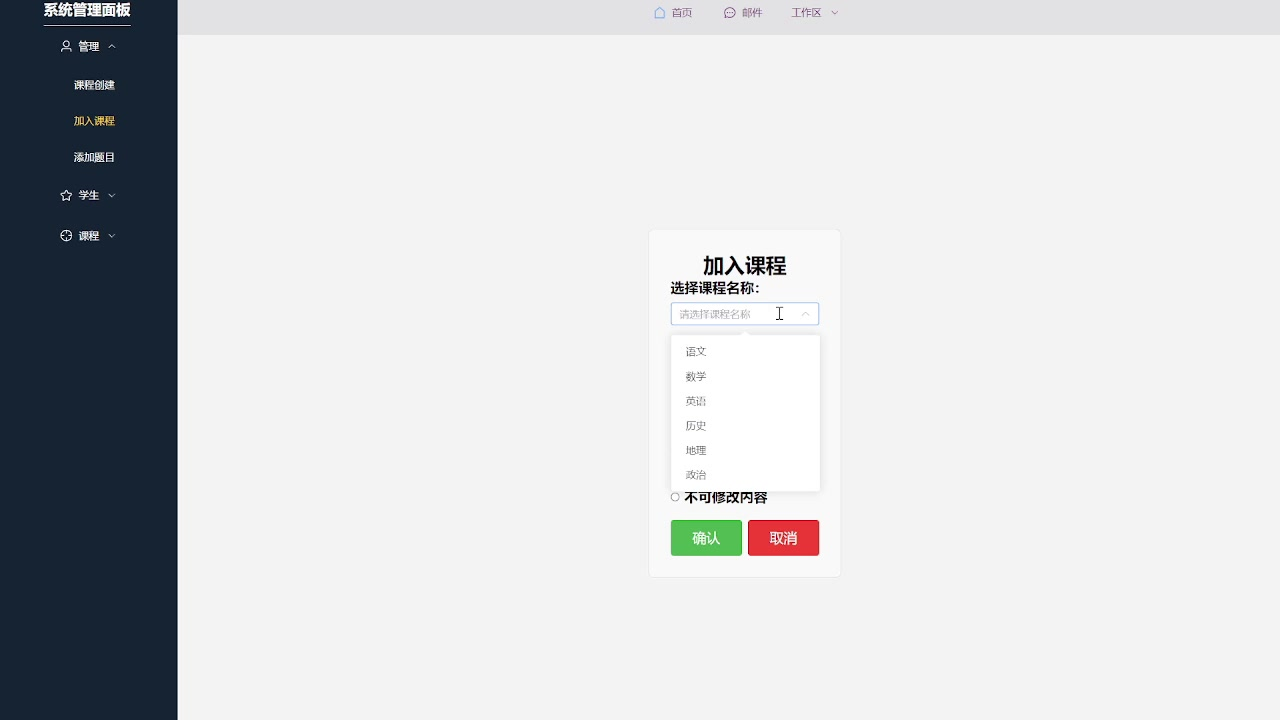 系统管理面板
管理
课程创建
加入课程
添加题目
学生
课程
首页
邮件
工作区
加入课程
选择课程名称：
请选择课程名称
语文
数学
英语
历史
地理
政治
不可修改内容
确认
取消